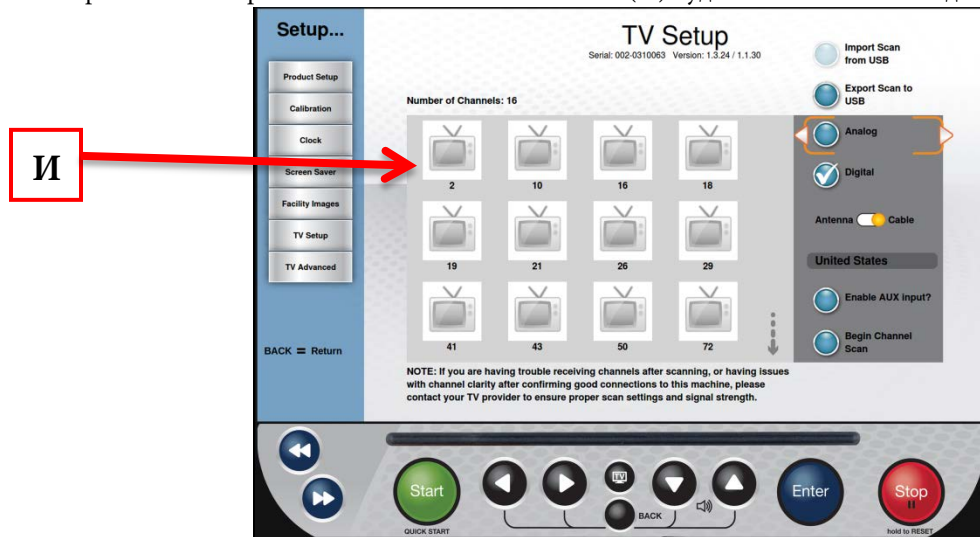 Setup...
Product Setup
Calibration
Clock
Screen Saver
Facility Images
TV Setup
TV Advanced
BACK = Return
TV Setup
Serial: 002-0310063 Version: 1.3.24 / 1.1.30
Number of Channels: 16
2 10 16 18
19 21 26 29
41 43 50 72
NOTE: If you are having trouble receiving channels after scanning, or having issues
with channel clarity after confirming good connections to this machine, please
contact your TV provider to ensure proper scan settings and signal strength.
Import Scan
from USB
Export Scan to
USB
Analog
Digital
Antenna Cable
United States
Enable AUX input?
Begin Channel
Scan
И
Start
QUICK START
TV
BACK
Enter
Stop
hold to RESET